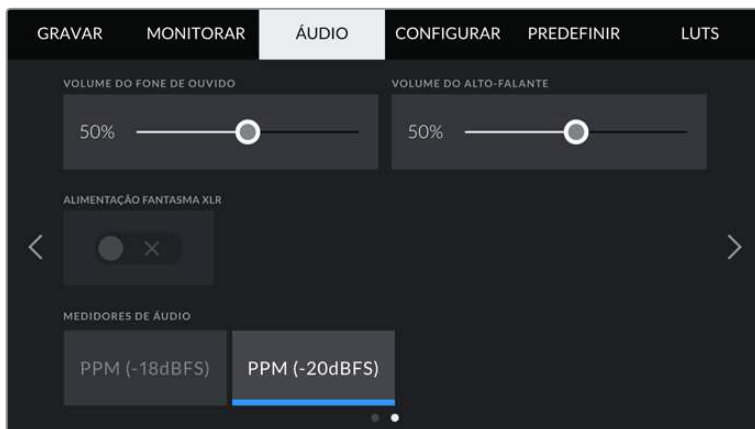 GRAVAR MONITORAR ÁUDIO CONFIGURAR PREDEFINIR LUTS
VOLUME DO FONE DE OUVIDO VOLUME DO ALTO-FALANTE
50% 50%
ALIMENTAÇÃO FANTASMA XLR
MEDIDORES DE ÁUDIO
PPM (-18dBFS) PPM (-20dBFS)